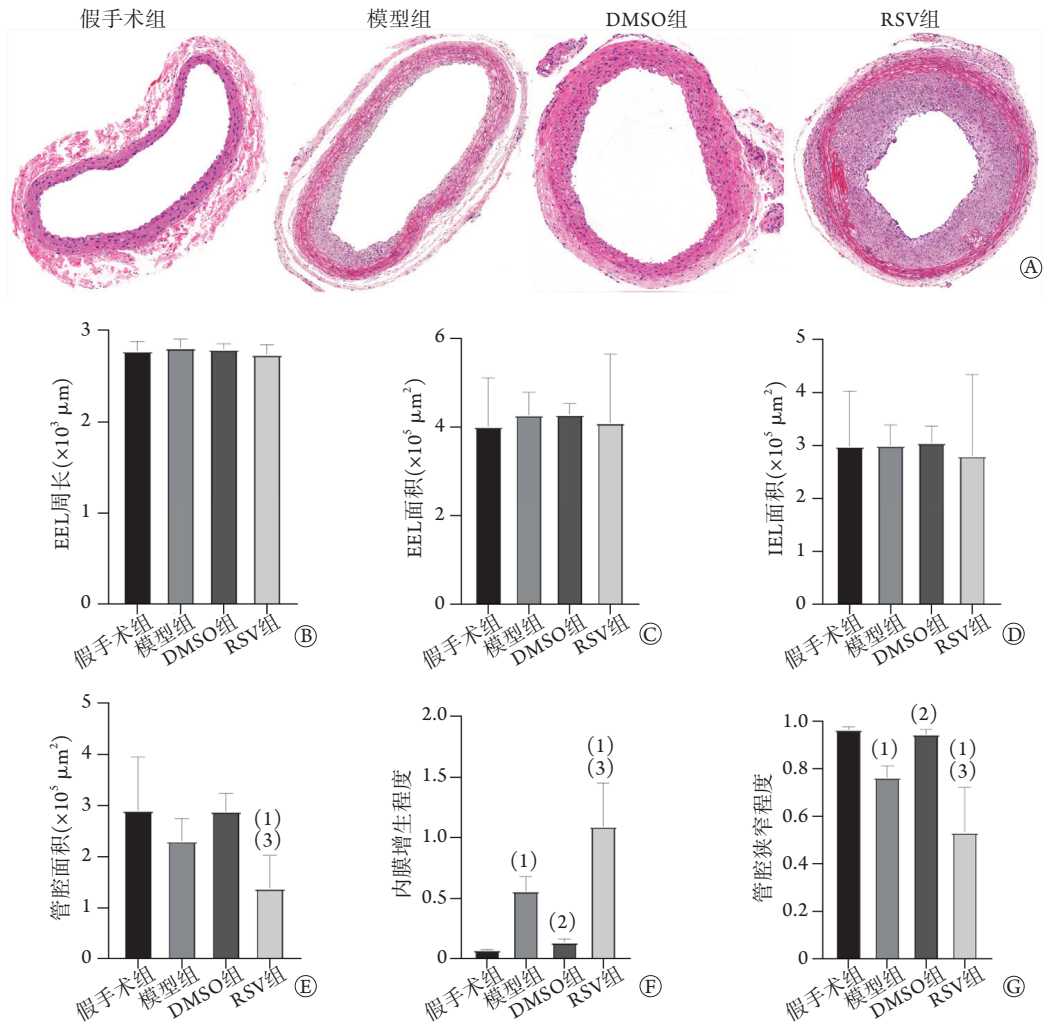 假手术组
模型组
DMSO组
RSV组
Ⓐ
EEL周长(×10³ μm)
3
2
1
0
假手术组
模型组
DMSO组
RSV组
Ⓑ
EEL面积(×10⁵ μm²)
6
4
2
0
假手术组
模型组
DMSO组
RSV组
Ⓒ
IEL面积(×10⁵ μm²)
5
4
3
2
1
0
假手术组
模型组
DMSO组
RSV组
Ⓓ
管腔面积(×10⁵ μm²)
5
4
3
2
1
0
(1)
(3)
假手术组
模型组
DMSO组
RSV组
Ⓔ
内膜增生程度
2.0
1.5
1.0
0.5
0
(1)
(2)
(1)
(3)
假手术组
模型组
DMSO组
RSV组
Ⓕ
管腔狭窄程度
1.0
0.8
0.6
0.4
0.2
0
(1)
(2)
(1)
(3)
假手术组
模型组
DMSO组
RSV组
Ⓖ